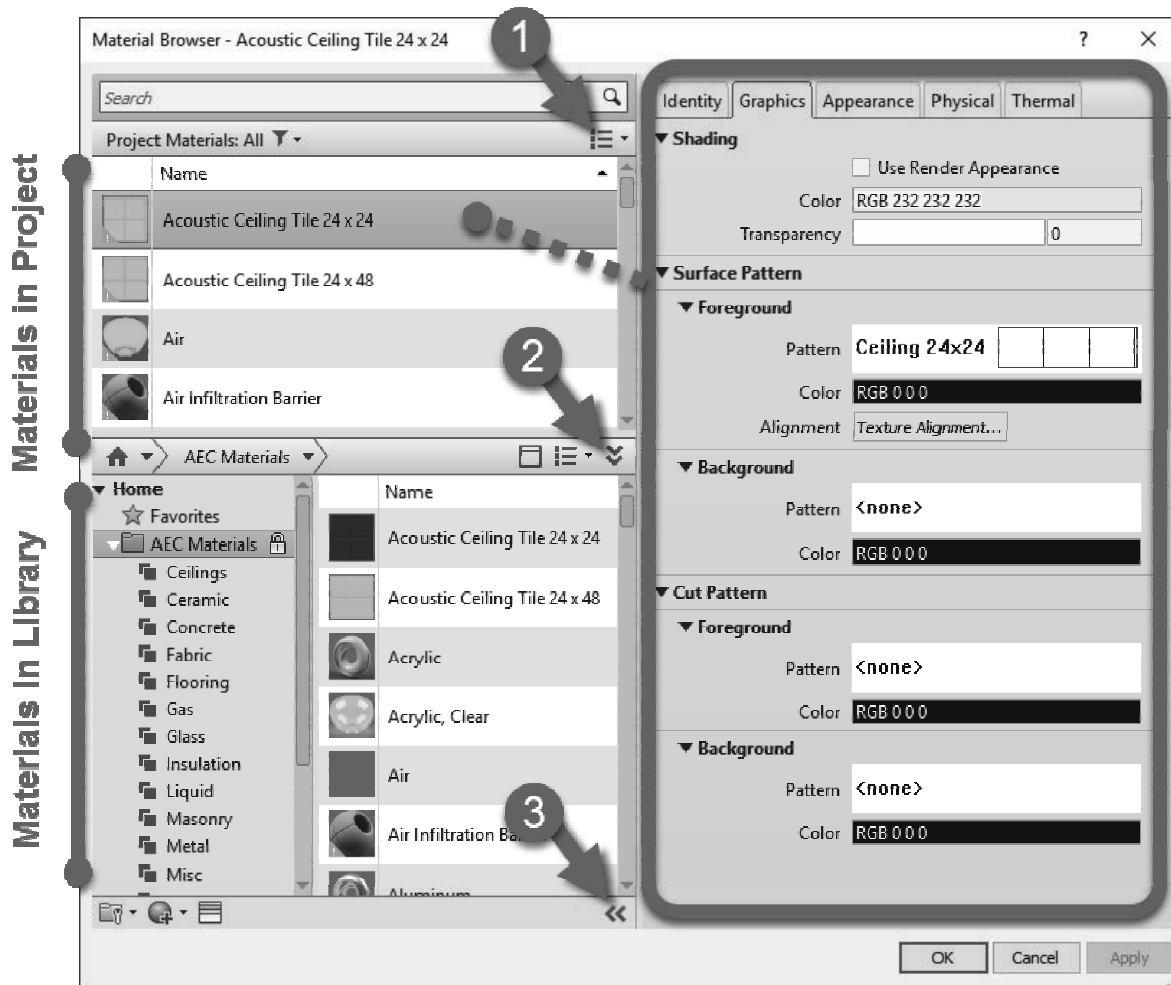 Material Browser - Acoustic Ceiling Tile 24 x 24
?
1
Search
Project Materials: All
Name
Acoustic Ceiling Tile 24 x 24
Acoustic Ceiling Tile 24 x 48
Air
Air Infiltration Barrier
2
Materials in Project
AEC Materials
Home
Favorites
AEC Materials
Ceilings
Ceramic
Concrete
Fabric
Flooring
Gas
Glass
Insulation
Liquid
Masonry
Metal
Misc
Materials In Library
Name
Acoustic Ceiling Tile 24 x 24
Acoustic Ceiling Tile 24 x 48
Acrylic
Acrylic, Clear
Air
Air Infiltration
3
Aluminum
Identity Graphics Appearance Physical Thermal
Shading
Use Render Appearance
Color RGB 232 232 232
Transparency 0
Surface Pattern
Foreground
Pattern Ceiling 24x24
Color RGB 0 0 0
Alignment Texture Alignment...
Background
Pattern <none>
Color RGB 0 0 0
Cut Pattern
Foreground
Pattern <none>
Color RGB 0 0 0
Background
Pattern <none>
Color RGB 0 0 0
OK Cancel Apply